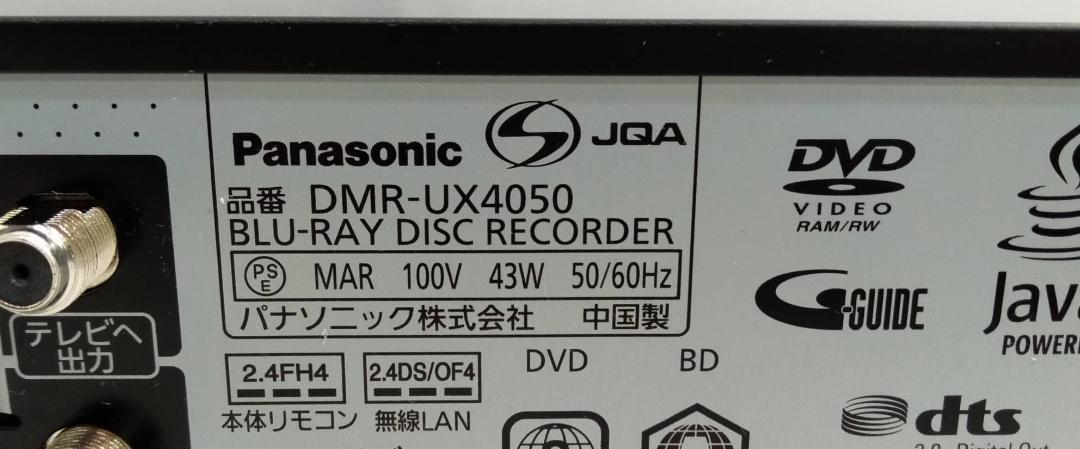 Panasonic JQA
品番 DMR-UX4050
BLU-RAY DISC RECORDER
PSE MAR 100V 43W 50/60Hz
パナソニック株式会社 中国製
テレビへ
出力
2.4FH4 2.4DS/OF4
本体リモコン 無線LAN
DVD BD
DVD
VIDEO
RAM/RW
G-GUIDE
Java
dts